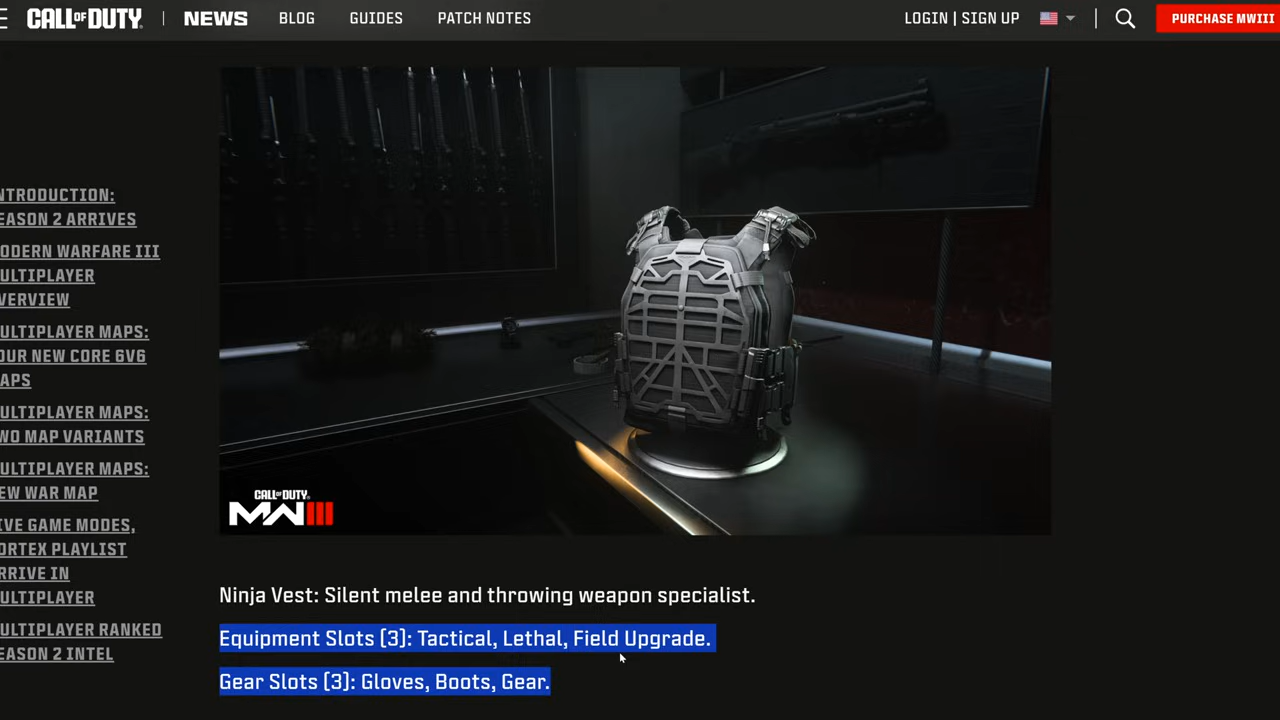 CALL OF DUTY
NEWS
BLOG
GUIDES
PATCH NOTES
LOGIN | SIGN UP
PURCHASE MWIII
NTRODUCTION:
EASON 2 ARRIVES
ODERN WARFARE III
ULTIPLAYER
VERVIEW
ULTIPLAYER MAPS:
OUR NEW CORE 6V6
APS
ULTIPLAYER MAPS:
WO MAP VARIANTS
ULTIPLAYER MAPS:
EW WAR MAP
IVE GAME MODES,
ORTEX PLAYLIST
RRIVE IN
ULTIPLAYER
ULTIPLAYER RANKED
EASON 2 INTEL
CALL OF DUTY
MWIII
Ninja Vest: Silent melee and throwing weapon specialist.
Equipment Slots (3): Tactical, Lethal, Field Upgrade.
Gear Slots (3): Gloves, Boots, Gear.